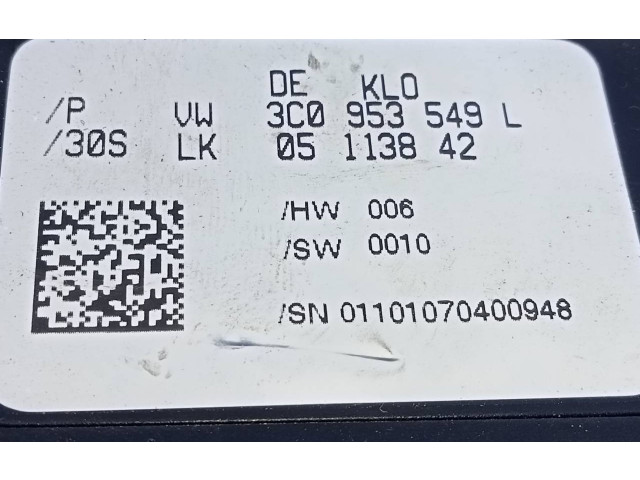 DE KLO
/P VW 3C0 953 549 L
/30S LK 05 1138 42
/HW 006
/SW 0010
/SN 01101070400948